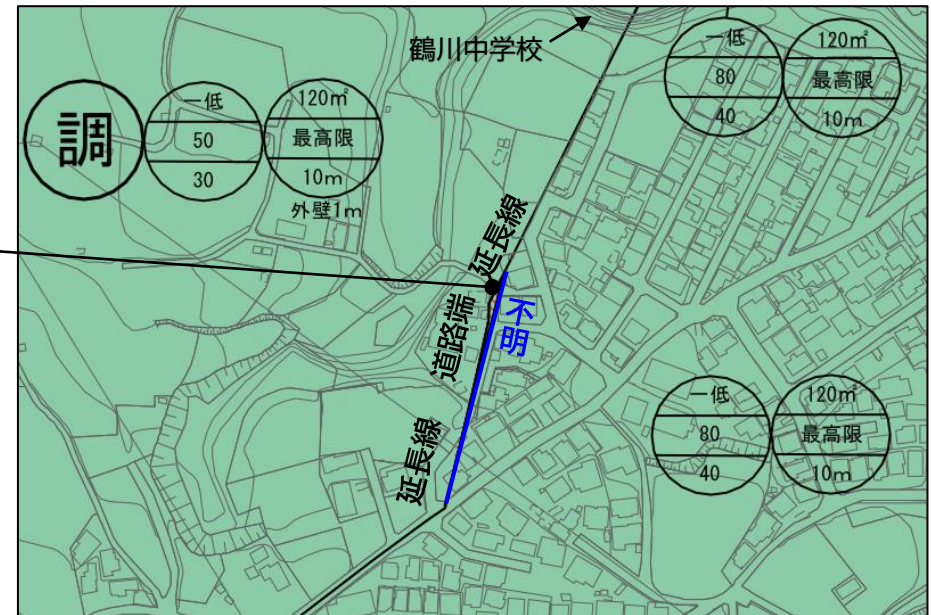 鶴川中学校
一低
80
40
120㎡
最高限
10m
調
一低
50
30
120㎡
最高限
10m
外壁1m
延長線
道路端
不明
延長線
一低
80
40
120㎡
最高限
10m